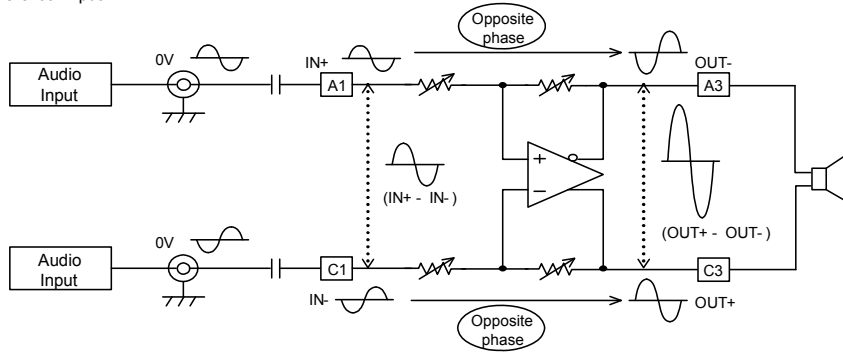 Opposite
phase
0V
IN+
OUT-
Audio
Input
A1
A3
+
−
(IN+ - IN- )
(OUT+ - OUT- )
0V
Audio
Input
C1
C3
IN-
OUT+
Opposite
phase